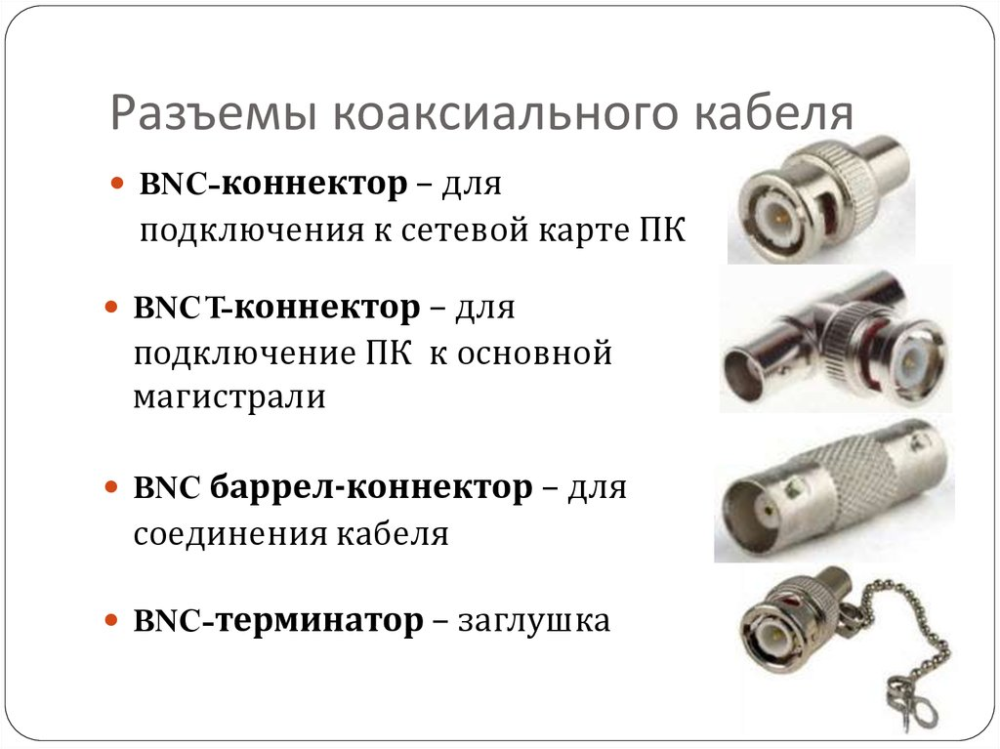 Разъемы коаксиального кабеля
BNC-коннектор – для
подключения к сетевой карте ПК
BNC T-коннектор – для
подключение ПК к основной
магистрали
BNC баррел-коннектор – для
соединения кабеля
BNC-терминатор – заглушка